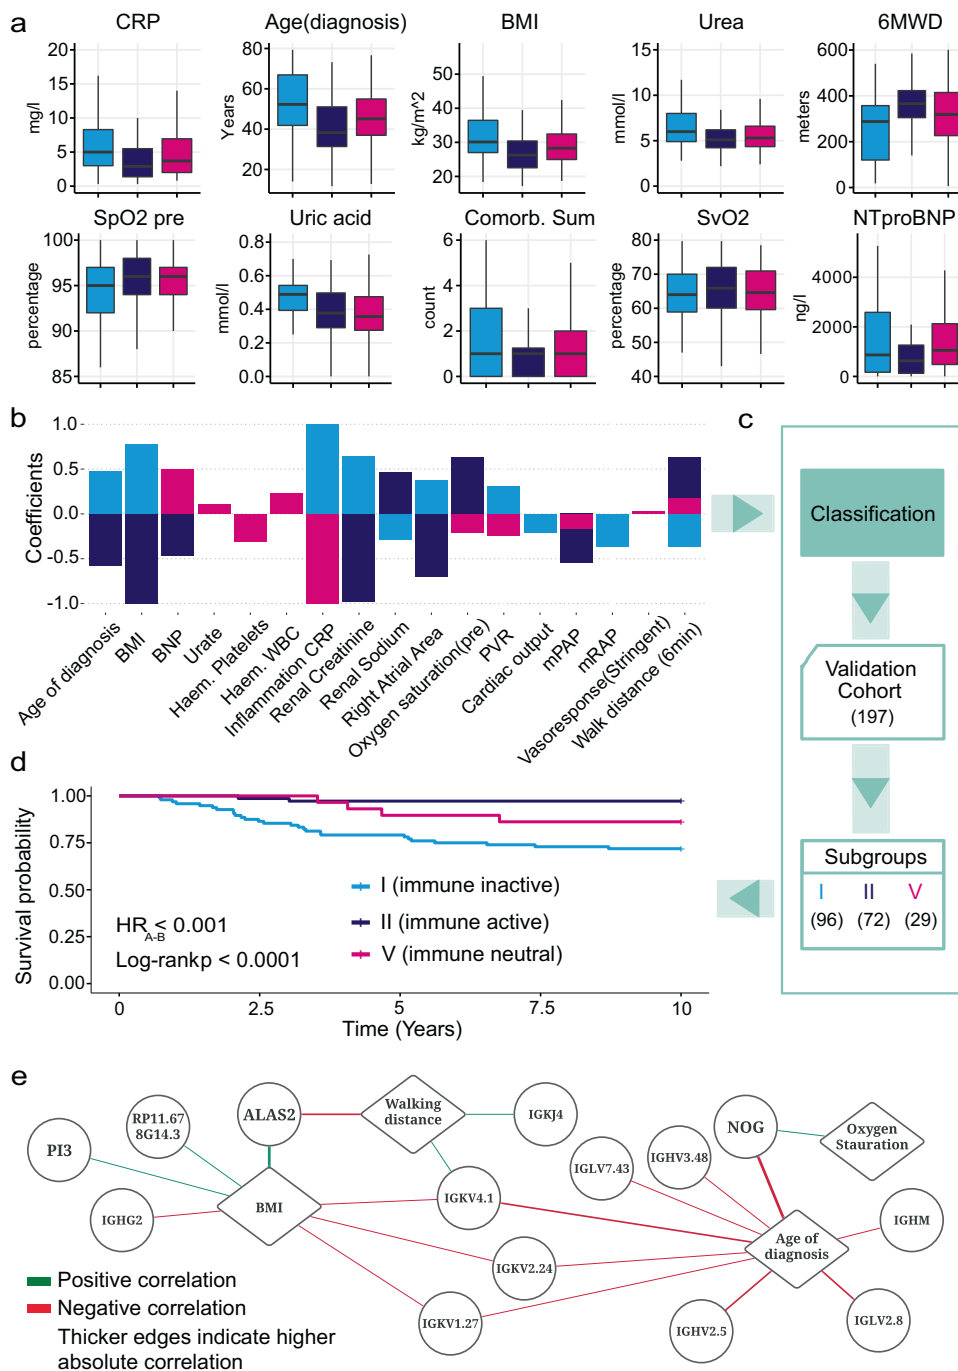 a
CRP
Age(diagnosis)
BMI
Urea
6MWD
mg/l
20
15
10
5
0
Years
80
60
40
20
kg/m^2
50
40
30
20
mmol/l
15
10
5
0
meters
600
400
200
0
SpO2 pre
Uric acid
Comorb. Sum
SvO2
NTproBNP
percentage
100
95
90
85
mmol/l
0.8
0.6
0.4
0.2
0.0
count
6
4
2
0
percentage
80
70
60
50
40
ng/l
4000
2000
0
b
Coefficients
1.0
0.5
0.0
-0.5
-1.0
Age of diagnosis
BMI
BNP
Urate
Haem. Platelets
Haem. WBC
Inflammation CRP
Renal Creatinine
Renal Sodium
Right Atrial Area
Oxygen saturation(pre)
PVR
Cardiac output
mPAP
mRAP
Vasoresponse(Stringent)
Walk distance (6min)
c
Classification
Validation
Cohort
(197)
Subgroups
I II V
(96) (72) (29)
d
Survival probability
1.00
0.75
0.50
0.25
0.00
I (immune inactive)
II (immune active)
V (immune neutral)
HR A-B < 0.001
Log-rankp < 0.0001
0 2.5 5 7.5 10
Time (Years)
e
PI3
RP11.67
8G14.3
ALAS2
Walking
distance
IGKJ4
NOG
Oxygen
Stauration
IGHG2
BMI
IGKV4.1
IGLV7.43
IGHV3.48
Age of
diagnosis
IGHM
IGKV2.24
IGKV1.27
IGHV2.5
IGLV2.8
Positive correlation
Negative correlation
Thicker edges indicate higher
absolute correlation